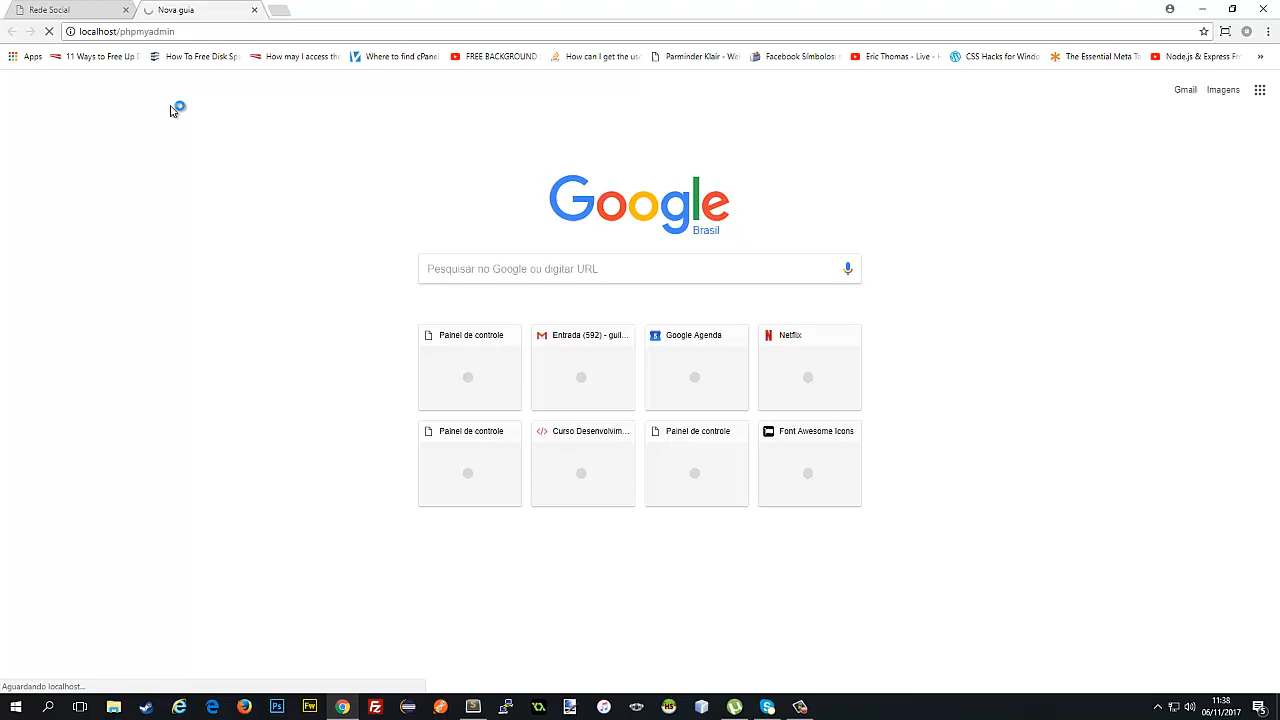 Rede Social
Nova guia
localhost/phpmyadmin
Apps
11 Ways to Free Up D
How To Free Disk Sp
How may I access the
Where to find cPanel
FREE BACKGROUND
How can I get the us
Parminder Klair - We
Facebook Símbolos:
Eric Thomas - Live -
CSS Hacks for Windo
The Essential Meta Ta
Node.js & Express Fr
»
Gmail Imagens
Google
Brasil
Pesquisar no Google ou digitar URL
Painel de controle
Entrada (592) - guil...
Google Agenda
Netflix
Painel de controle
Curso Desenvolvim...
Painel de controle
Font Awesome Icons
Aguardando localhost...
11:38
06/11/2017